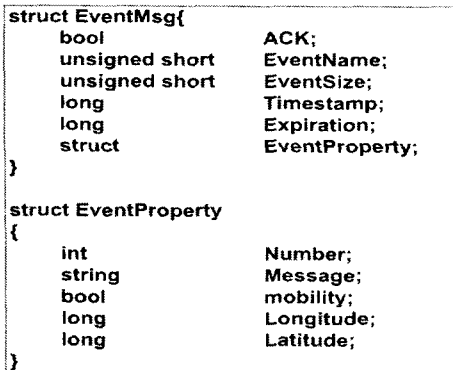 struct EventMsg{
bool ACK;
unsigned short EventName;
unsigned short EventSize;
long Timestamp;
long Expiration;
struct EventProperty;
}
struct EventProperty
{
int Number;
string Message;
bool mobility;
long Longitude;
long Latitude;
}